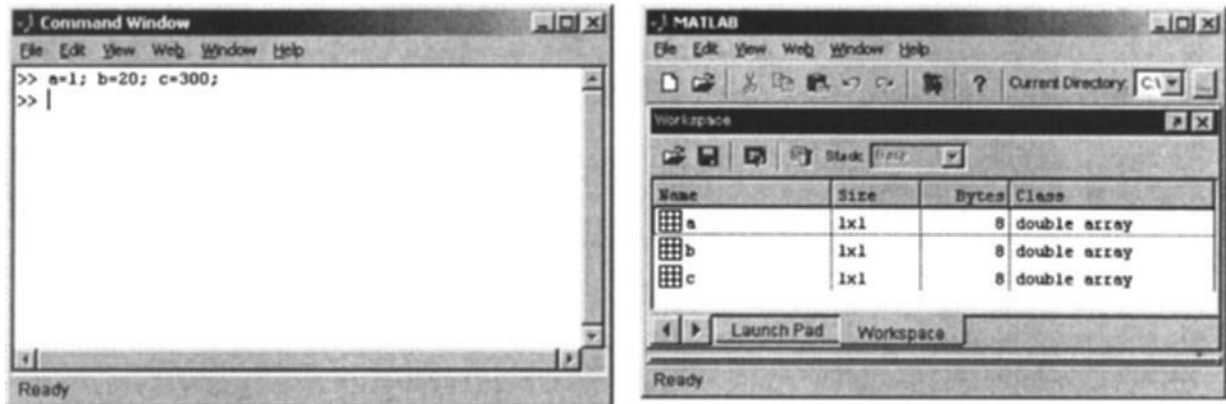 Command Window
File Edit View Web Window Help
>> a=1; b=20; c=300;
>>
Ready
MATLAB
File Edit View Web Window Help
? Current Directory: C:\
Workspace
Stack: Base
Name Size Bytes Class
a 1x1 8 double array
b 1x1 8 double array
c 1x1 8 double array
Launch Pad Workspace
Ready